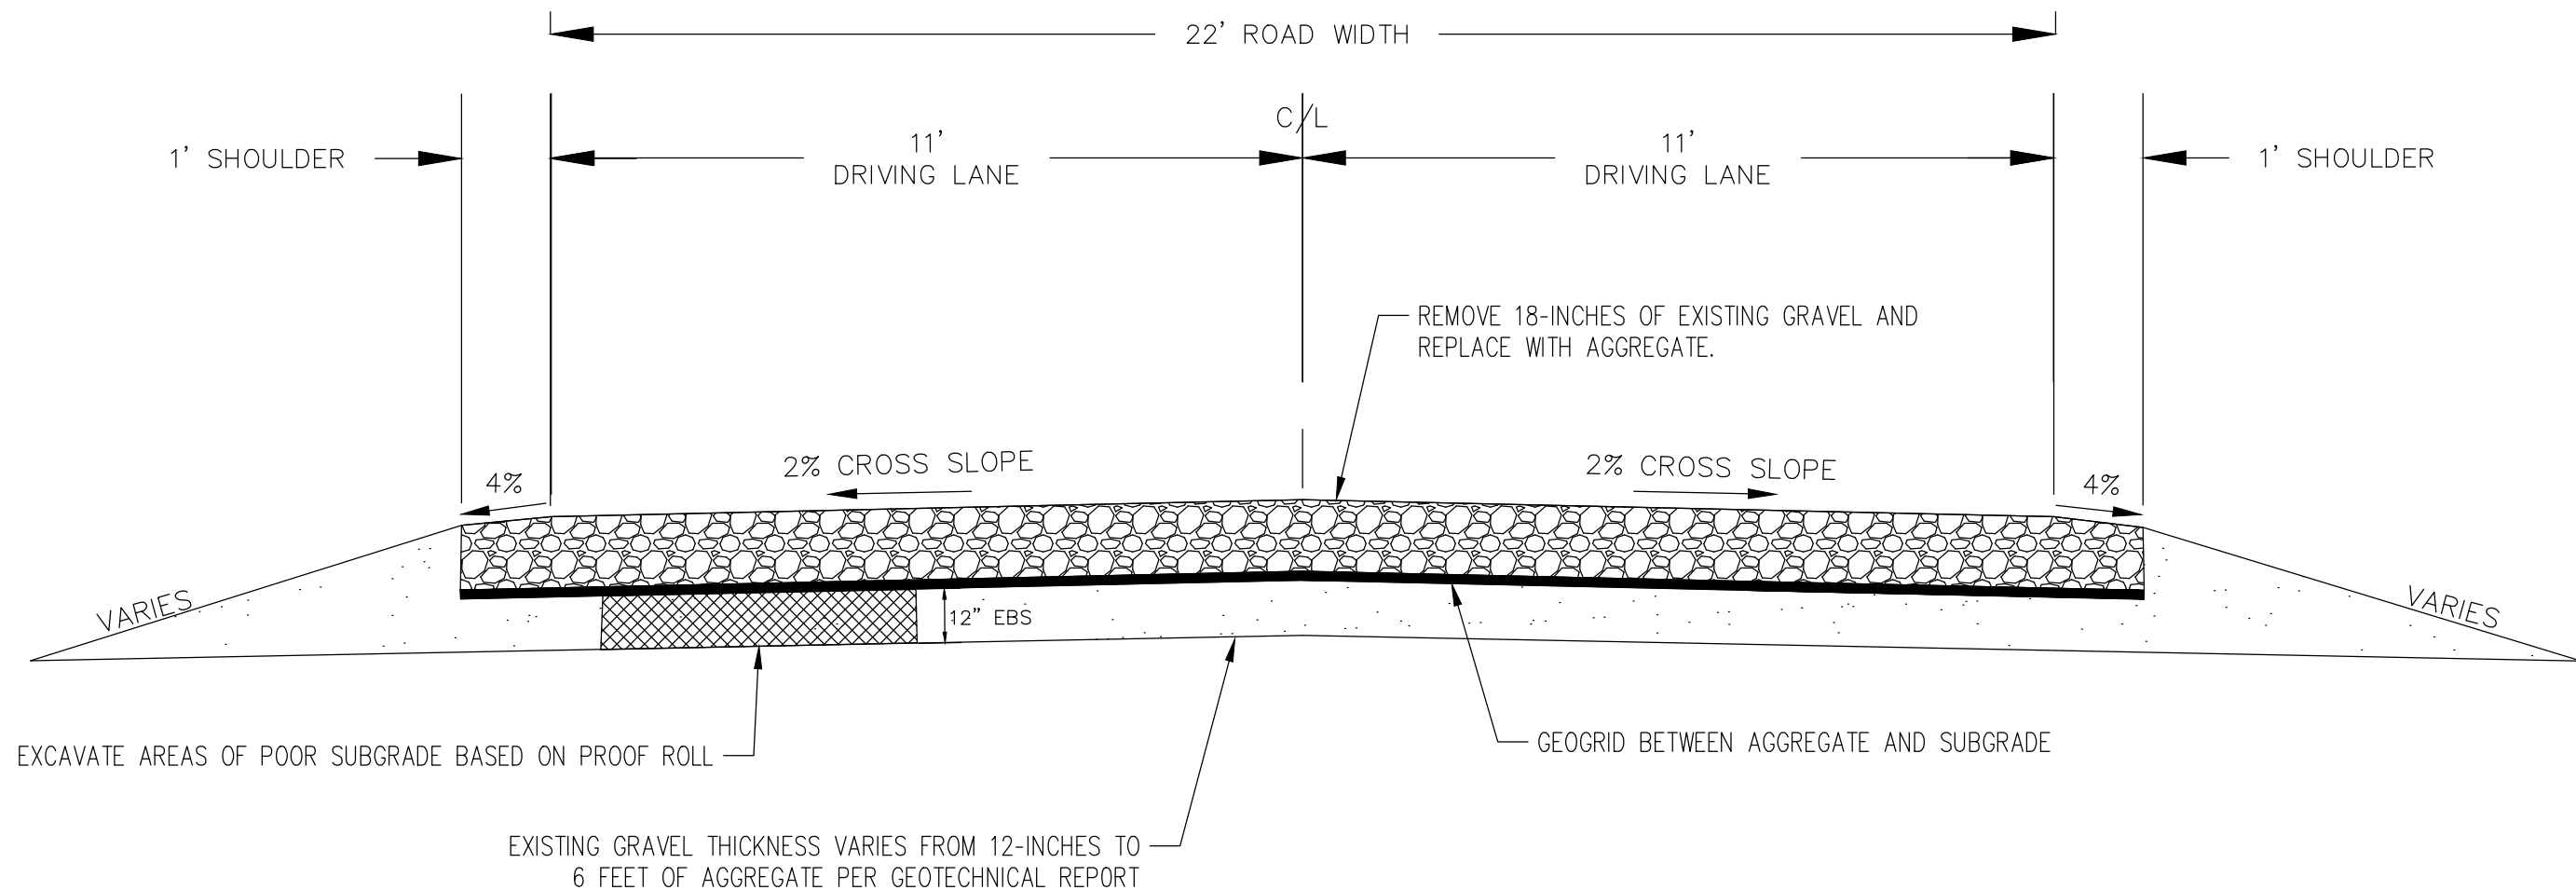 22' ROAD WIDTH
C/L
1' SHOULDER
11'
DRIVING LANE
11'
DRIVING LANE
1' SHOULDER
REMOVE 18-INCHES OF EXISTING GRAVEL AND
REPLACE WITH AGGREGATE.
4%
2% CROSS SLOPE
2% CROSS SLOPE
4%
VARIES
12" EBS
VARIES
EXCAVATE AREAS OF POOR SUBGRADE BASED ON PROOF ROLL
GEOGRID BETWEEN AGGREGATE AND SUBGRADE
EXISTING GRAVEL THICKNESS VARIES FROM 12-INCHES TO
6 FEET OF AGGREGATE PER GEOTECHNICAL REPORT